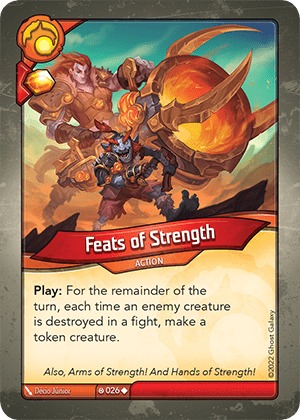 Feats of Strength
ACTION
Play: For the remainder of the
turn, each time an enemy creature
is destroyed in a fight, make a
token creature.
Also, Arms of Strength! And Hands of Strength!
Décio Júnior
026
©2022 Ghost Galaxy